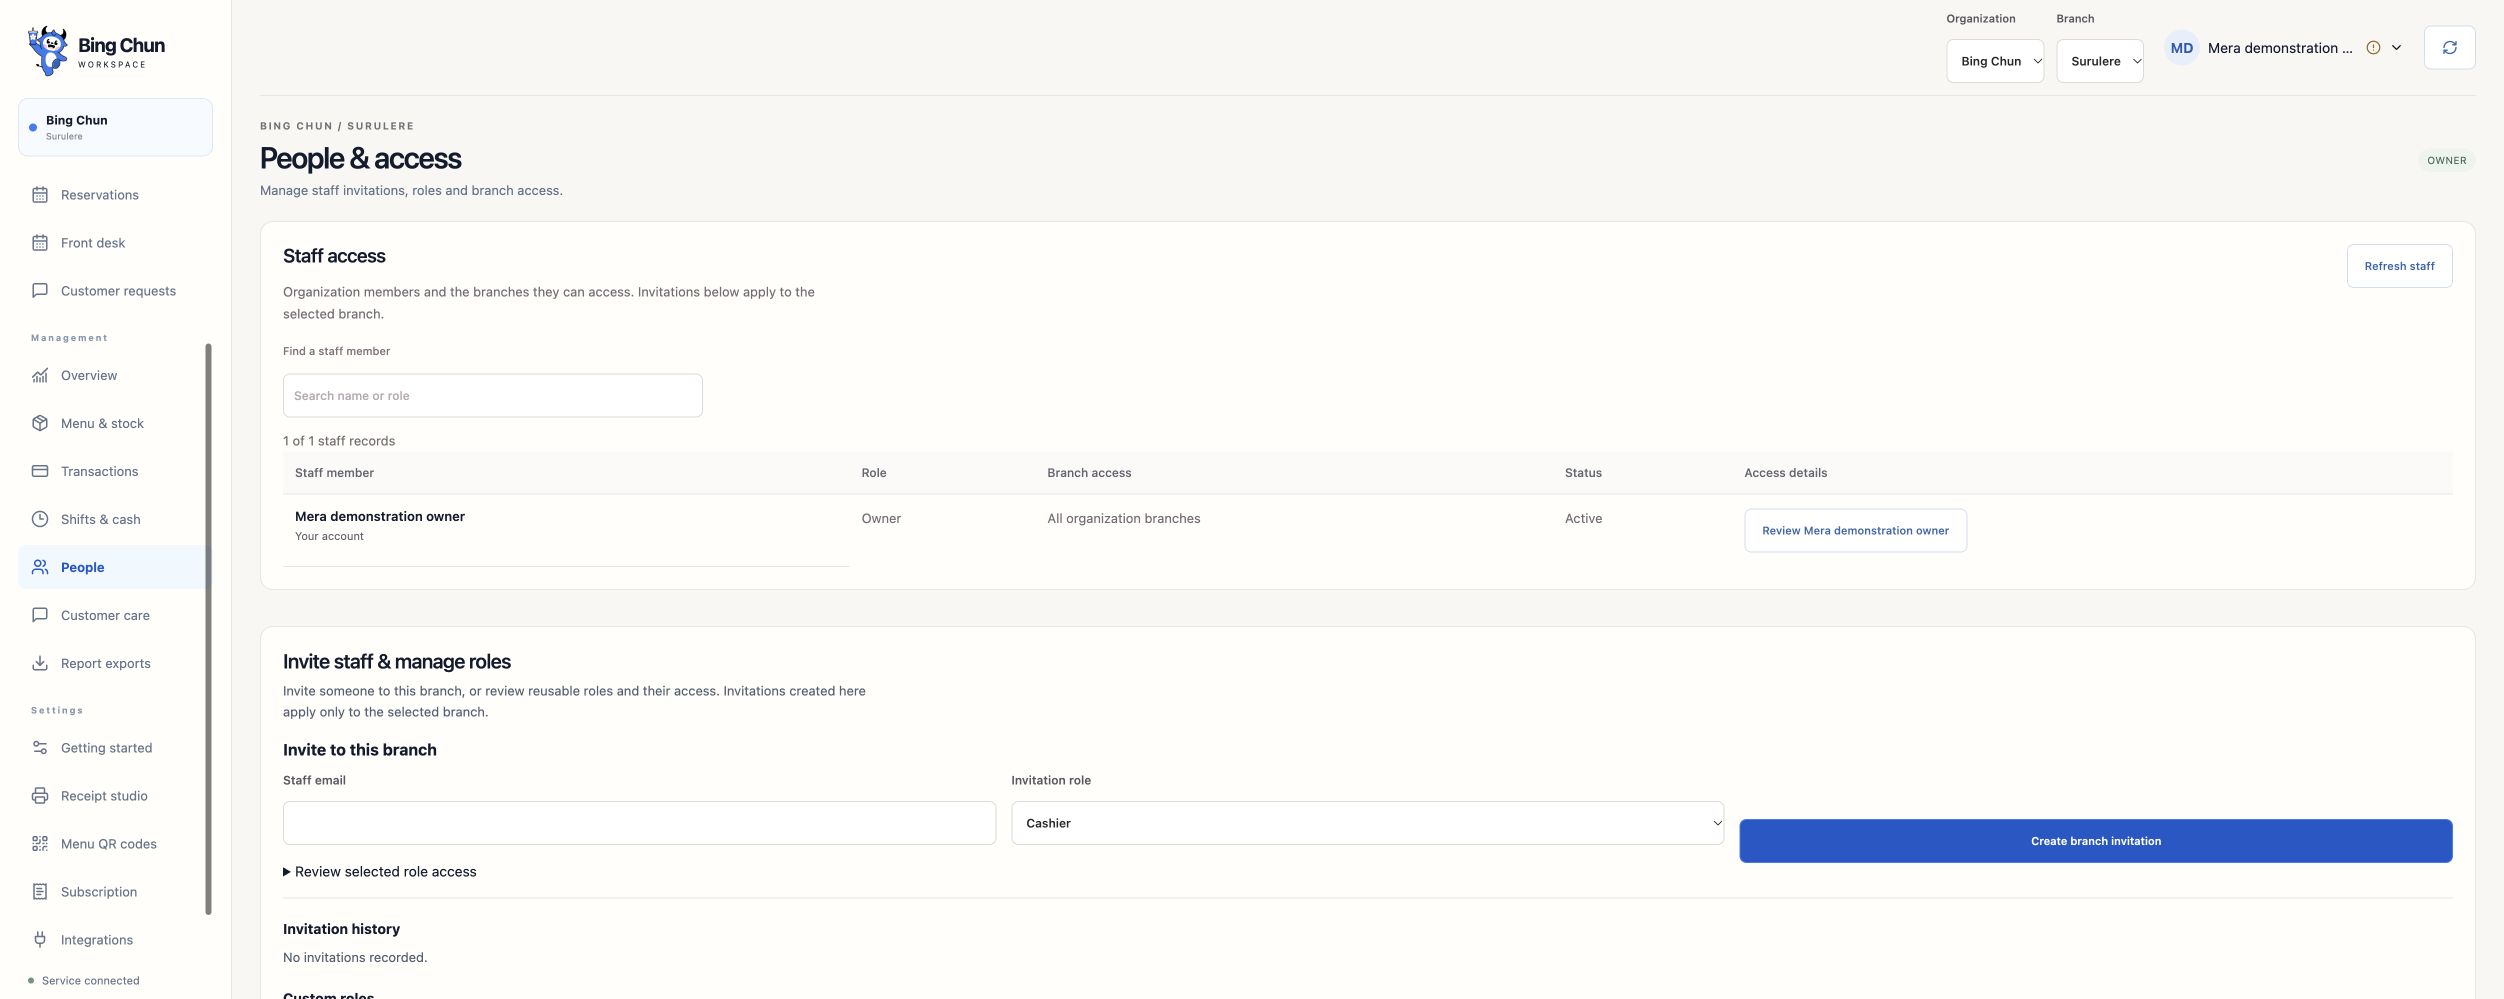 Bing Chun
WORKSPACE
Bing Chun
Surulere
Reservations
Front desk
Customer requests
Management
Overview
Menu & stock
Transactions
Shifts & cash
People
Customer care
Report exports
Settings
Getting started
Receipt studio
Menu QR codes
Subscription
Integrations
Service connected
Organization
Branch
Bing Chun
Surulere
MD
Mera demonstration ...
BING CHUN / SURULERE
People & access
Manage staff invitations, roles and branch access.
OWNER
Staff access
Refresh staff
Organization members and the branches they can access. Invitations below apply to the
selected branch.
Find a staff member
Search name or role
1 of 1 staff records
Staff member Role Branch access Status Access details
Mera demonstration owner Owner All organization branches Active Review Mera demonstration owner
Your account
Invite staff & manage roles
Invite someone to this branch, or review reusable roles and their access. Invitations created here
apply only to the selected branch.
Invite to this branch
Staff email Invitation role
Cashier
Create branch invitation
Review selected role access
Invitation history
No invitations recorded.
Custom roles